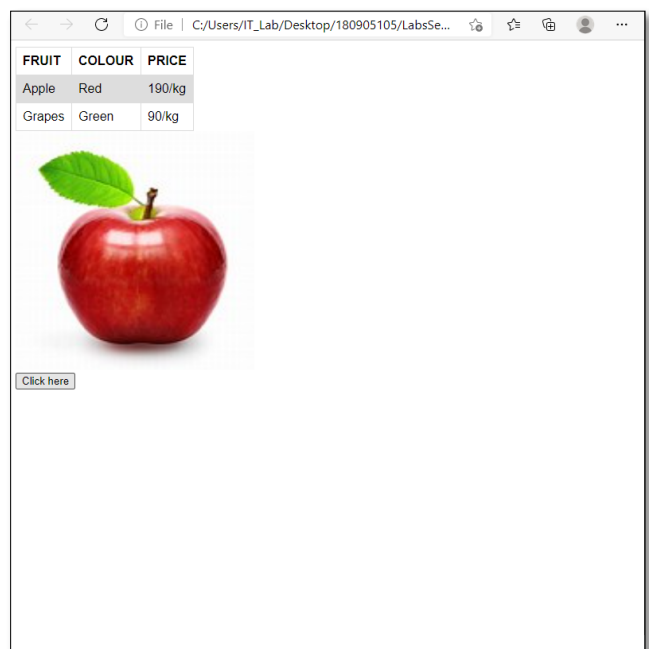 File | C:/Users/IT_Lab/Desktop/180905105/LabsSe...
FRUIT COLOUR PRICE
Apple Red 190/kg
Grapes Green 90/kg
Click here